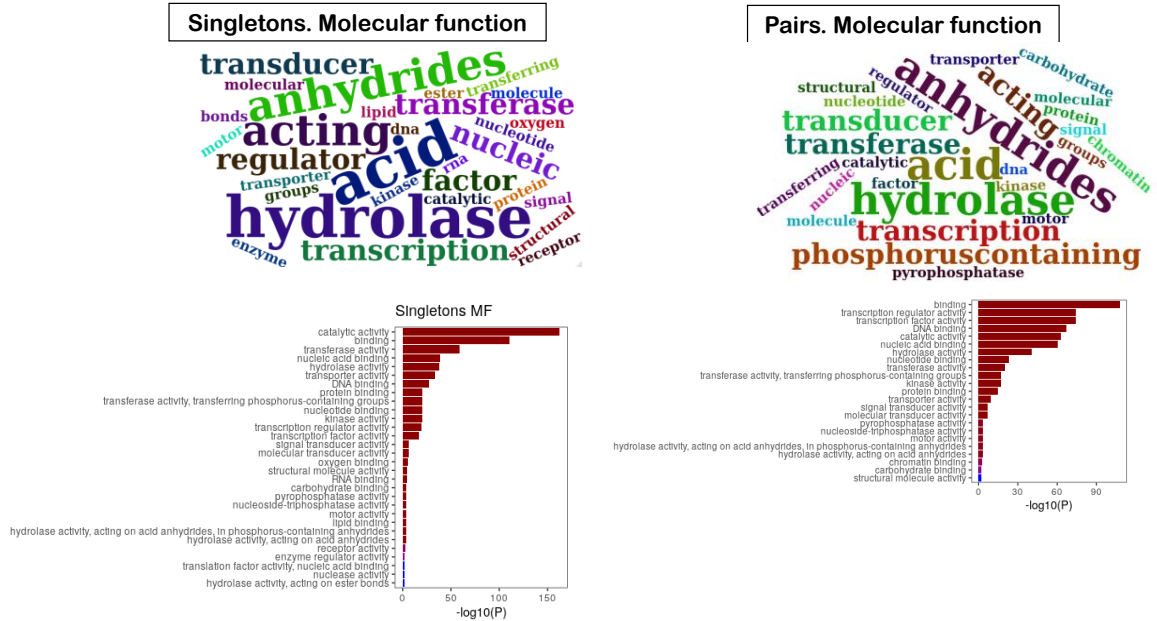 Singletons. Molecular function
transducer
anhydrides
transferring
molecular
ester
molecule
bonds
lipid
transferase
motor
acting
dna
nucleotide
oxygen
regulator
acid
nucleic
rna
transporter
groups
kinase
factor
catalytic
protein
signal
hydrolase
enzyme
transcription
structural
receptor
Pairs. Molecular function
transporter
carbohydrate
structural
regulator
anhydrides
acting
molecular
nucleotide
protein
transducer
signal
transferase
groups
chromatin
catalytic
acid
dna
transferring
nucleic
factor
kinase
hydrolase
molecule
motor
transcription
phosphoruscontaining
pyrophosphatase
Singletons MF
catalytic activity
binding
transferase activity
nucleic acid binding
hydrolase activity
transporter activity
DNA binding
protein binding
transferase activity, transferring phosphorus-containing groups
nucleotide binding
kinase activity
transcription regulator activity
transcription factor activity
signal transducer activity
molecular transducer activity
oxygen binding
structural molecule activity
RNA binding
carbohydrate binding
pyrophosphatase activity
nucleoside-triphosphatase activity
motor activity
lipid binding
hydrolase activity, acting on acid anhydrides, in phosphorus-containing anhydrides
hydrolase activity, acting on acid anhydrides
receptor activity
enzyme regulator activity
translation factor activity, nucleic acid binding
nuclease activity
hydrolase activity, acting on ester bonds
0 50 100 150
-log10(P)
binding
transcription regulator activity
transcription factor activity
DNA binding
catalytic activity
nucleic acid binding
hydrolase activity
nucleotide binding
transferase activity
transferase activity, transferring phosphorus-containing groups
kinase activity
protein binding
transporter activity
signal transducer activity
molecular transducer activity
pyrophosphatase activity
nucleoside-triphosphatase activity
motor activity
hydrolase activity, acting on acid anhydrides, in phosphorus-containing anhydrides
hydrolase activity, acting on acid anhydrides
chromatin binding
carbohydrate binding
structural molecule activity
0 30 60 90
-log10(P)